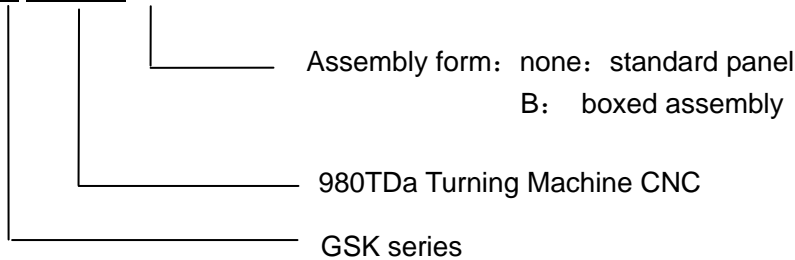 Assembly form：none：standard panel
B： boxed assembly
980TDa Turning Machine CNC
GSK series